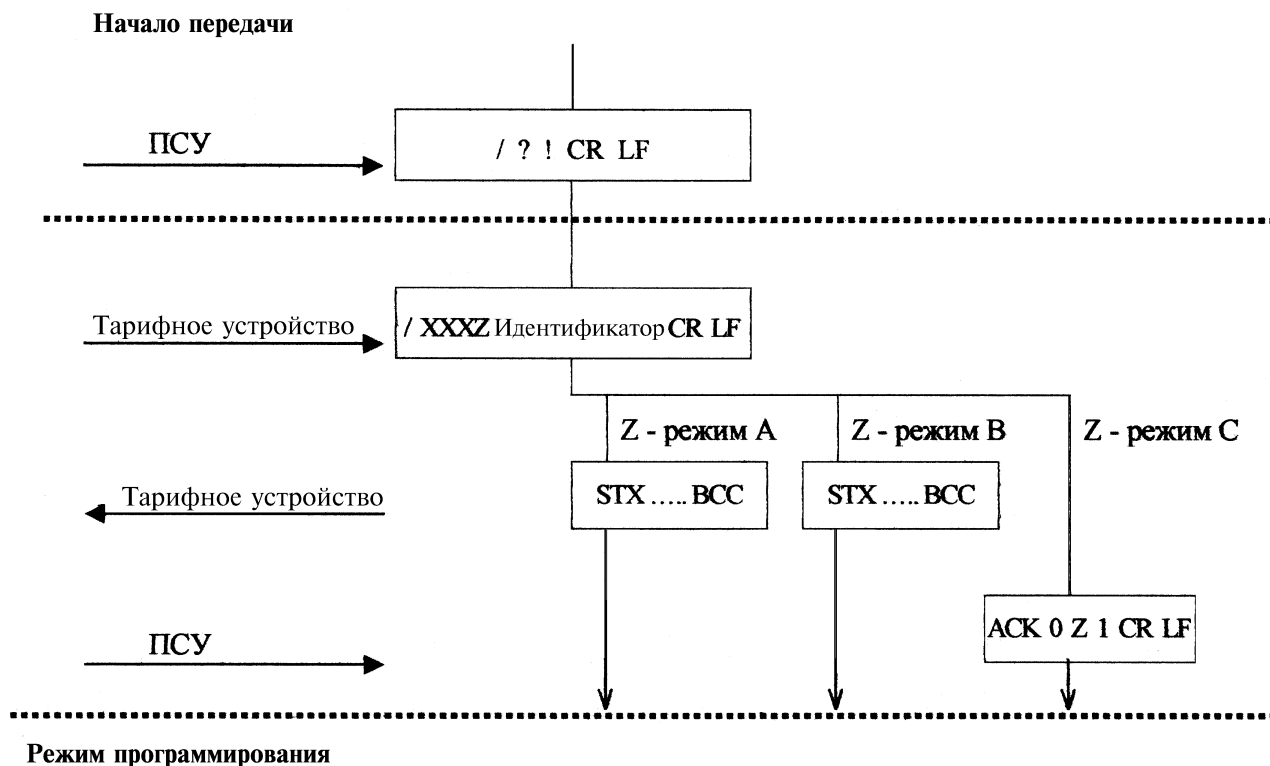 Начало передачи
ПСУ
/ ? ! CR LF
Тарифное устройство
/ XXXZ Идентификатор CR LF
Z - режим A
Z - режим B
Z - режим C
Тарифное устройство
STX ..... BCC
STX ..... BCC
ПСУ
ACK 0 Z 1 CR LF
Режим программирования